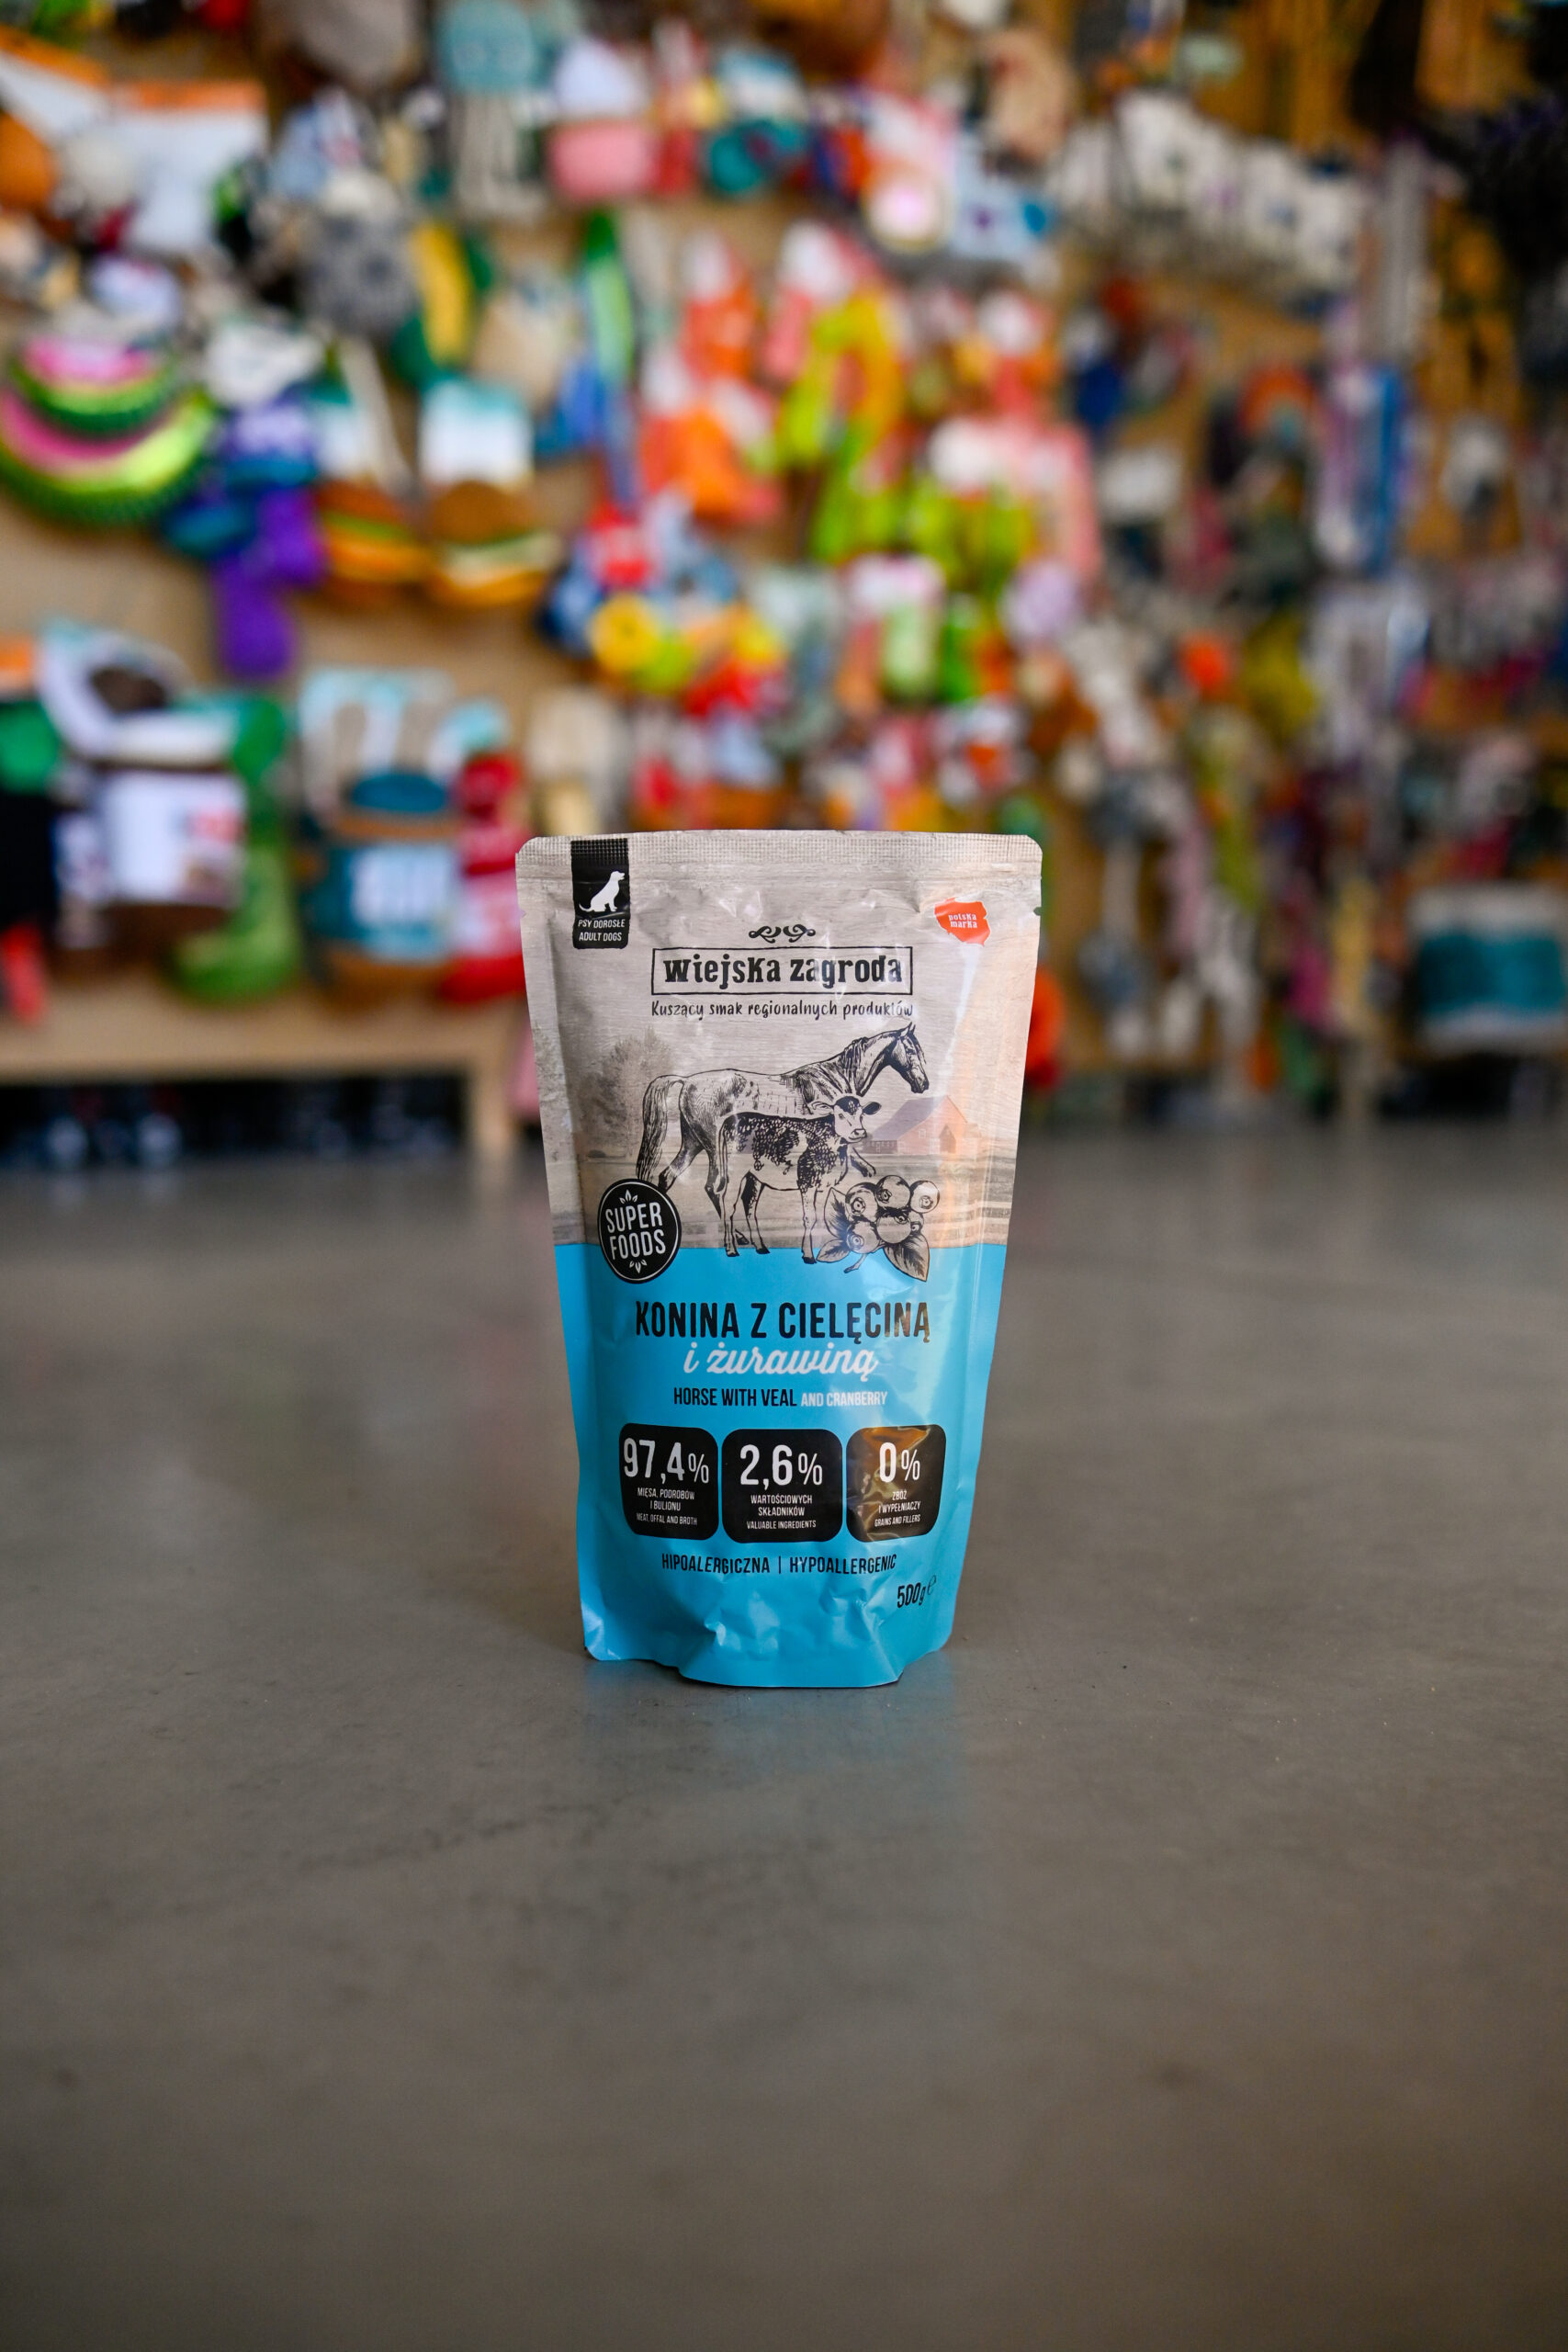 PSY DOROSŁE
ADULT DOGS
polska
marka
wiejska zagroda
Kuszący smak regionalnych produktów
SUPER
FOODS
KONINA Z CIELĘCINĄ
i żurawiną
HORSE WITH VEAL AND CRANBERRY
97,4%
MIĘSA, PODROBÓW
I BULIONU
MEAT, OFFAL AND BROTH
2,6%
WARTOŚCIOWYCH
SKŁADNIKÓW
VALUABLE INGREDIENTS
0%
ZBÓŻ
I WYPEŁNIACZY
GRAINS AND FILLERS
HIPOALERGICZNA | HYPOALLERGENIC
500g e